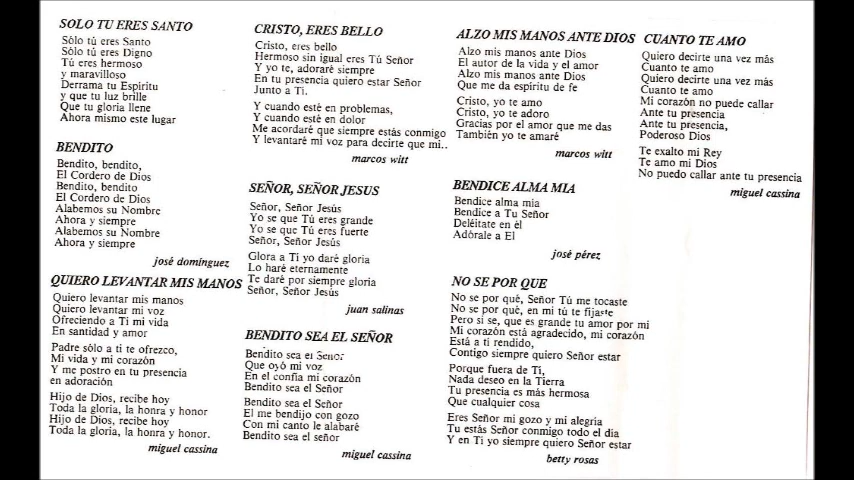 SOLO TU ERES SANTO
Sólo tú eres Santo
Sólo tú eres Digno
Tú eres hermoso
y maravilloso
Derrama tu Espíritu
y que tu luz brille
Que tu gloria llene
Ahora mismo este lugar
BENDITO
Bendito, bendito,
El Cordero de Dios
Bendito, bendito
El Cordero de Dios
Alabemos su Nombre
Ahora y siempre
Alabemos su Nombre
Ahora y siempre
josé domínguez
QUIERO LEVANTAR MIS MANOS
Quiero levantar mis manos
Quiero levantar mi voz
Ofreciendo a Ti mi vida
En santidad y amor
Padre sólo a ti te ofrezco,
Mi vida y mi corazón
Y me postro en tu presencia
en adoración
Hijo de Dios, recibe hoy
Toda la gloria, la honra y honor
Hijo de Dios, recibe hoy
Toda la gloria, la honra y honor.
miguel cassina
CRISTO, ERES BELLO
Cristo, eres bello
Hermoso sin igual eres Tú Señor
Y yo te, adoraré siempre
En tu presencia quiero estar Señor
Junto a Ti.
Y cuando esté en problemas,
Y cuando esté en dolor
Me acordaré que siempre estás conmigo
Y levantaré mi voz para decirte que mi..
marcos witt
SEÑOR, SEÑOR JESUS
Señor, Señor Jesús
Yo se que Tú eres grande
Yo se que Tú eres fuerte
Señor, Señor Jesús
Glora a Ti yo daré gloria
Lo haré eternamente
Te daré por siempre gloria
Señor, Señor Jesús
juan salinas
BENDITO SEA EL SEÑOR
Bendito sea el Señor
Que oyó mi voz
En el confía mi corazón
Bendito sea el Señor
Bendito sea el Señor
El me bendijo con gozo
Con mi canto le alabaré
Bendito sea el señor
miguel cassina
ALZO MIS MANOS ANTE DIOS
Alzo mis manos ante Dios
El autor de la vida y el amor
Alzo mis manos ante Dios
Que me da espíritu de fe
Cristo, yo te amo
Cristo, yo te adoro
Gracias por el amor que me das
También yo te amaré
marcos witt
BENDICE ALMA MIA
Bendice alma mía
Bendice a Tu Señor
Deléitate en él
Adórale a El
josé pérez
NO SE POR QUE
No se por qué, Señor Tú me tocaste
No se por qué, en mi tú te fijaste
Pero si se, que es grande tu amor por mi
Mi corazón está agradecido, mi corazón
Está a ti rendido,
Contigo siempre quiero Señor estar
Porque fuera de Ti,
Nada deseo en la Tierra
Tu presencia es más hermosa
Que cualquier cosa
Eres Señor mi gozo y mi alegría
Tu estás Señor conmigo todo el día
Y en Ti yo siempre quiero Señor estar
betty rosas
CUANTO TE AMO
Quiero decirte una vez más
Cuanto te amo
Quiero decirte una vez más
Cuanto te amo
Mi corazón no puede callar
Ante tu presencia
Ante tu presencia,
Poderoso Dios
Te exalto mi Rey
Te amo mi Dios
No puedo callar ante tu presencia
miguel cassina